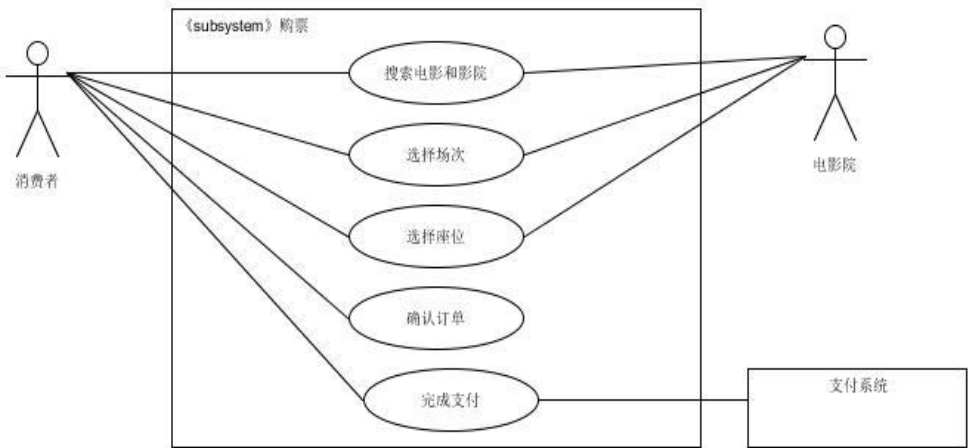 《subsystem》购票
搜索电影和影院
选择场次
消费者
电影院
选择座位
确认订单
支付系统
完成支付